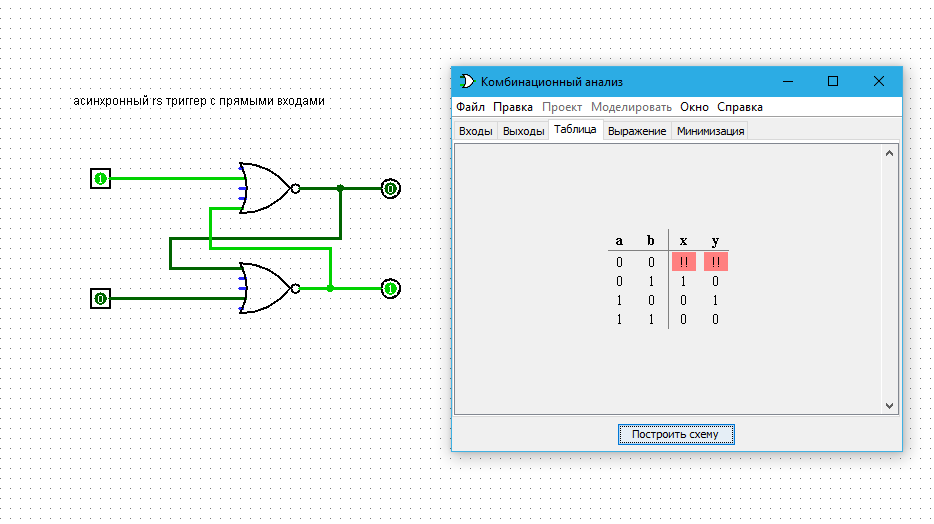 асинхронный rs триггер с прямыми входами
1
0
0
1
Комбинационный анализ
Файл Правка Проект Моделировать Окно Справка
Входы Выходы Таблица Выражение Минимизация
a b x y
0 0 !! !!
0 1 1 0
1 0 0 1
1 1 0 0
Построить схему